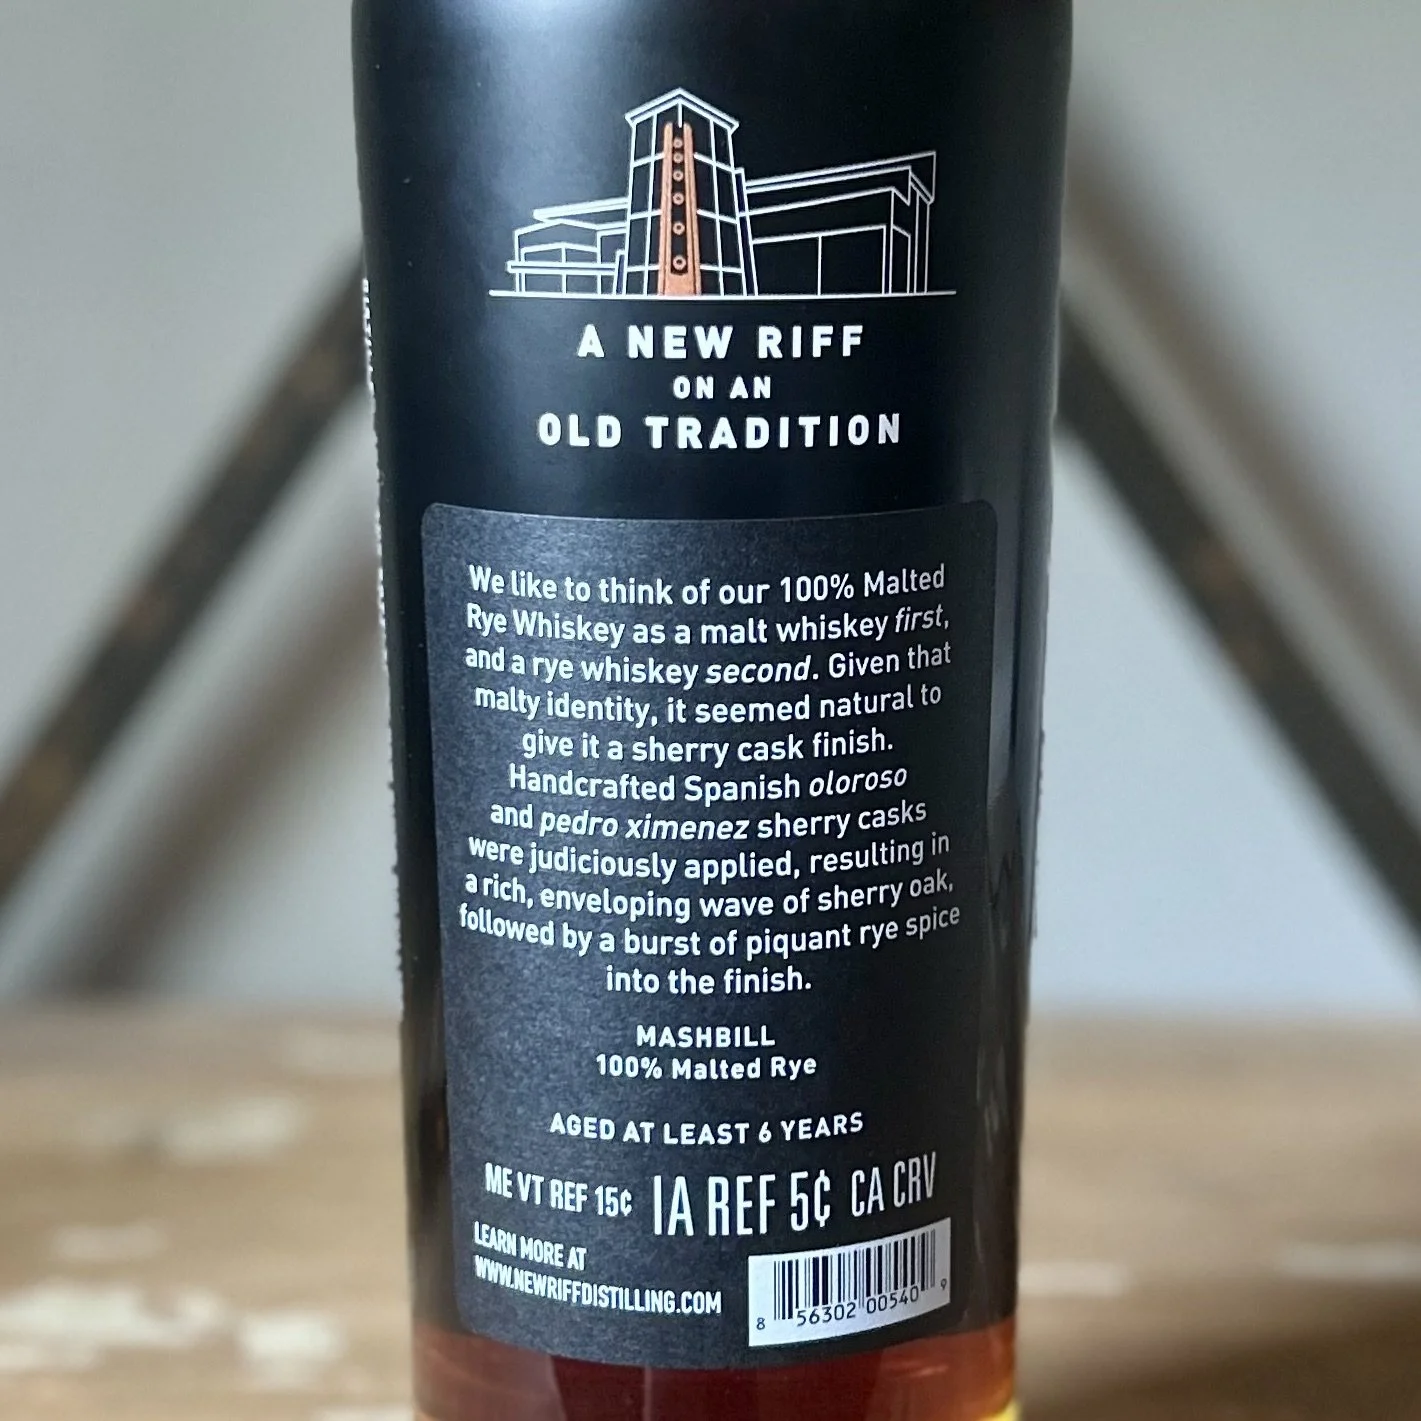 A NEW RIFF
ON AN
OLD TRADITION
We like to think of our 100% Malted
Rye Whiskey as a malt whiskey first,
and a rye whiskey second. Given that
malty identity, it seemed natural to
give it a sherry cask finish.
Handcrafted Spanish oloroso
and pedro ximenez sherry casks
were judiciously applied, resulting in
a rich, enveloping wave of sherry oak,
followed by a burst of piquant rye spice
into the finish.
MASHBILL
100% Malted Rye
AGED AT LEAST 6 YEARS
ME VT REF 15¢ IA REF 5¢ CA CRV
LEARN MORE AT
WWW.NEWRIFFDISTILLING.COM
8 56302 00540 9